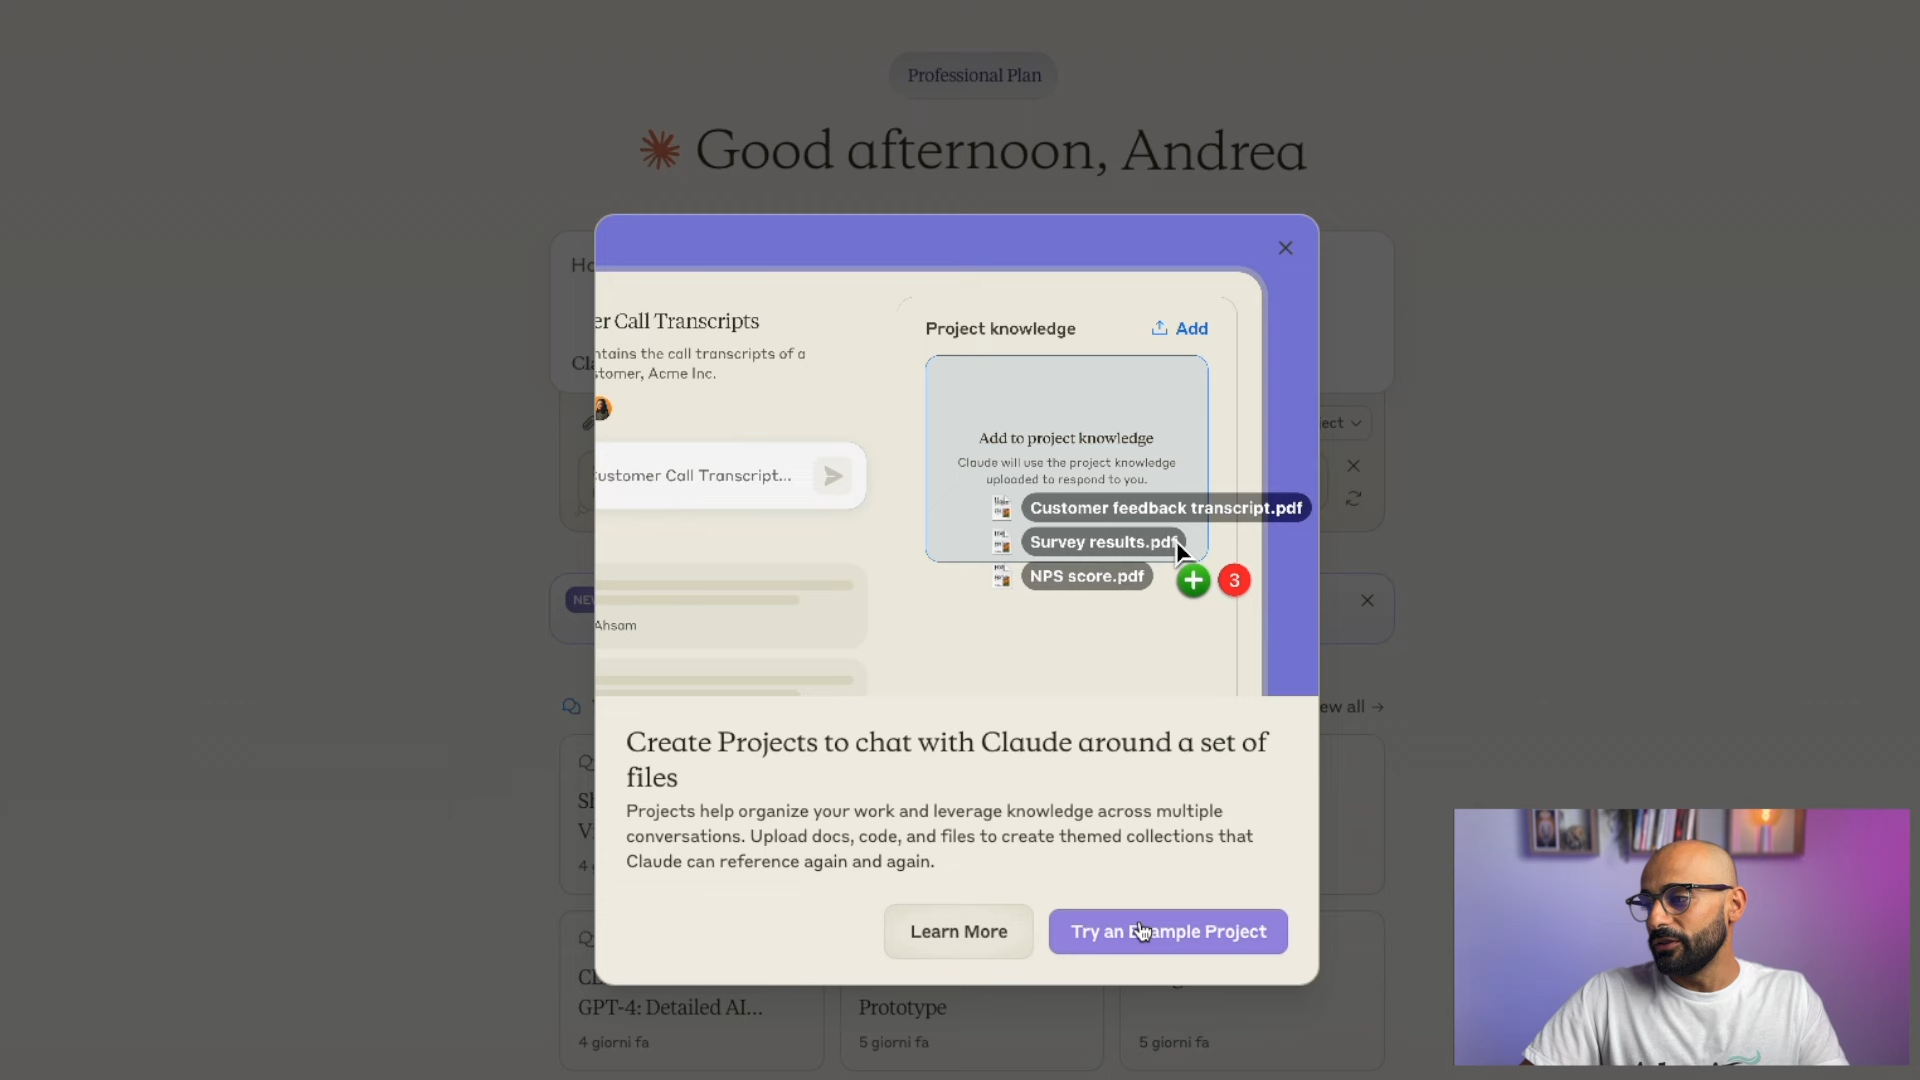 Professional Plan
Good afternoon, Andrea
er Call Transcripts
ntains the call transcripts of a
stomer, Acme Inc.
Project knowledge
Add
Add to project knowledge
Claude will use the project knowledge
uploaded to respond to you.
ustomer Call Transcript...
Customer feedback transcript.pdf
Survey results.pdf
NPS score.pdf
3
Ahsam
ew all →
Create Projects to chat with Claude around a set of
files
Projects help organize your work and leverage knowledge across multiple
conversations. Upload docs, code, and files to create themed collections that
Claude can reference again and again.
Learn More
Try an Example Project
GPT-4: Detailed AI...
Prototype
4 giorni fa
5 giorni fa
5 giorni fa